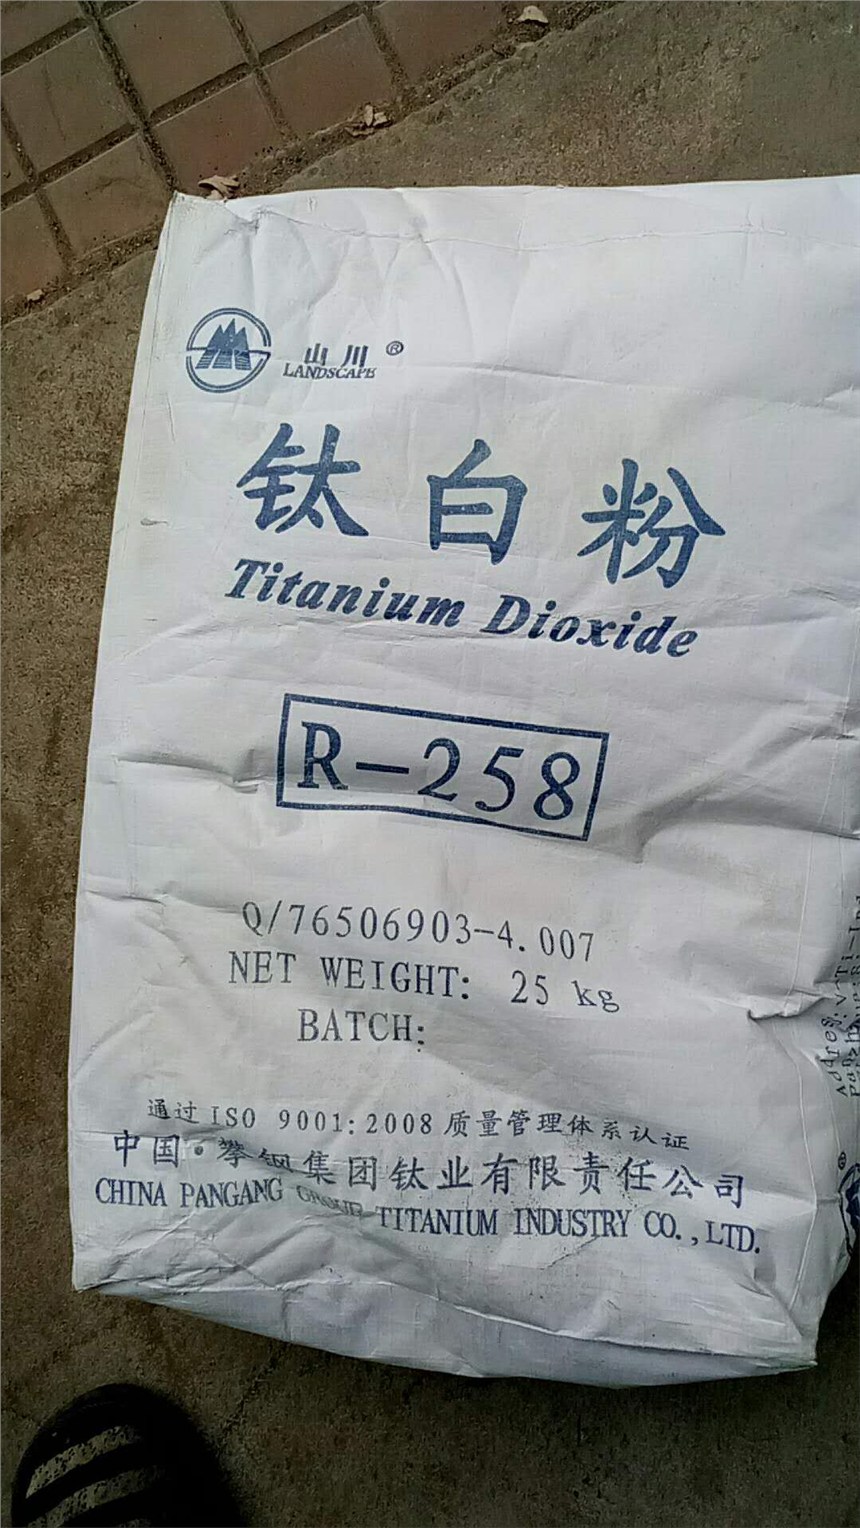 山川®
LANDSCAPE
钛白粉
Titanium Dioxide
R-258
Q/76506903-4.007
NET WEIGHT: 25 kg
BATCH:
通过ISO 9001:2008质量管理体系认证
中国·攀钢集团钛业有限责任公司
CHINA PANGANG GROUP TITANIUM INDUSTRY CO.,LTD.